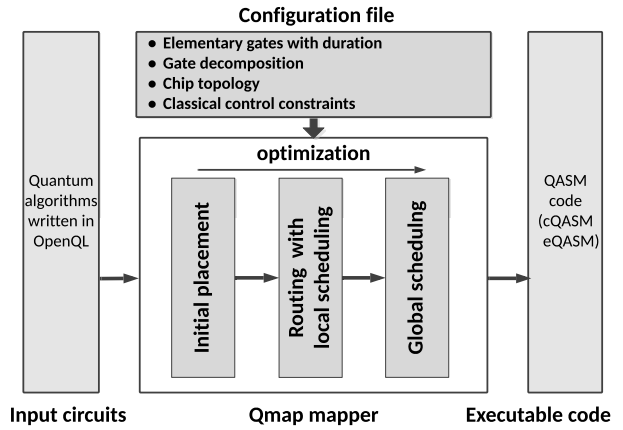 Configuration file
● Elementary gates with duration
● Gate decomposition
● Chip topology
● Classical control constraints
optimization
Quantum
algorithms
written in
OpenQL
Initial placement
Routing with
local scheduling
Global schedulng
QASM
code
(cQASM
eQASM)
Input circuits
Qmap mapper
Executable code